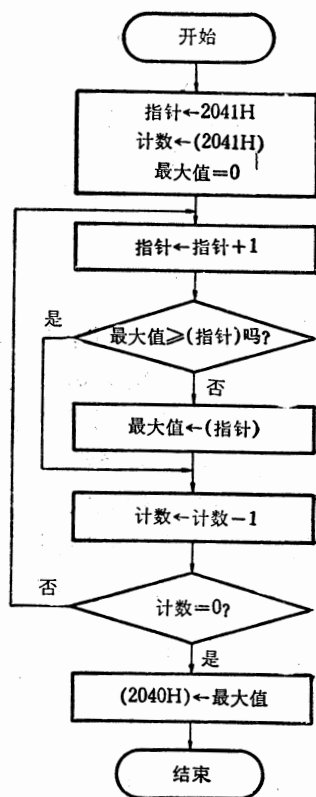 开始
指针←2041H
计数←(2041H)
最大值=0
指针←指针+1
是
最大值≥(指针)吗?
否
最大值←(指针)
计数←计数-1
否
计数=0?
是
(2040H)←最大值
结束